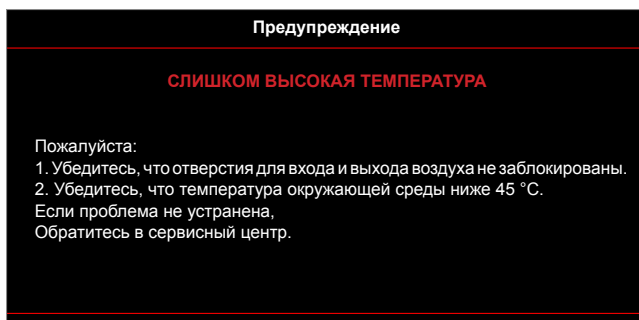 Предупреждение
СЛИШКОМ ВЫСОКАЯ ТЕМПЕРАТУРА
Пожалуйста:
1. Убедитесь, что отверстия для входа и выхода воздуха не заблокированы.
2. Убедитесь, что температура окружающей среды ниже 45 °C.
Если проблема не устранена,
Обратитесь в сервисный центр.